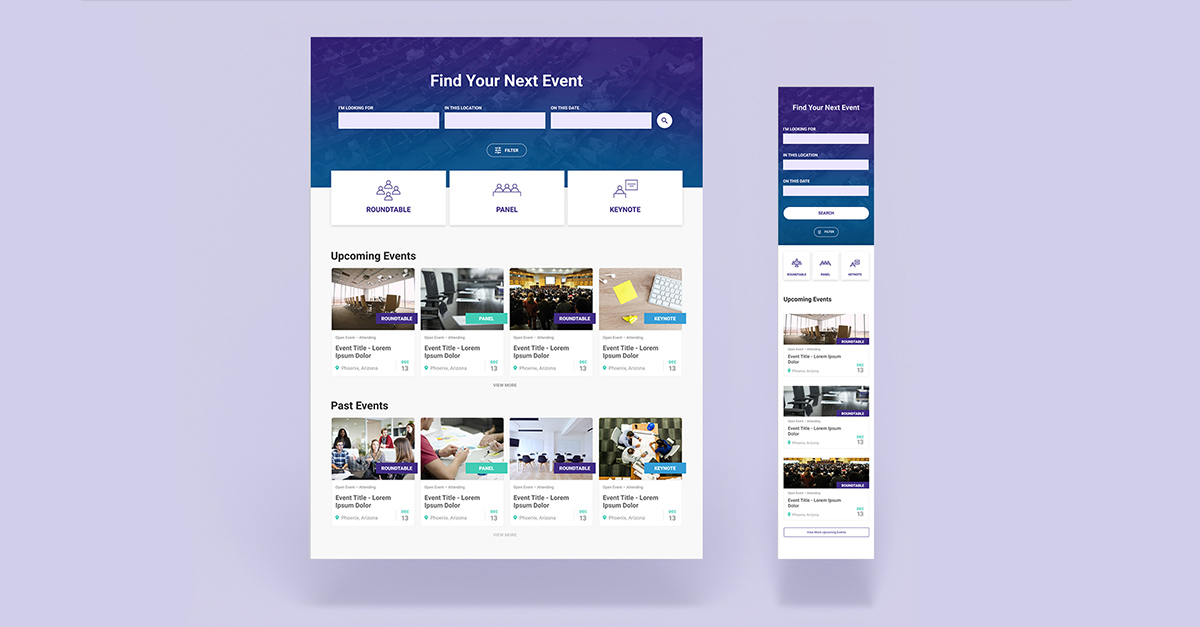 Find Your Next Event
I'M LOOKING FOR
IN THIS LOCATION
ON THIS DATE
FILTER
ROUNDTABLE
PANEL
KEYNOTE
Upcoming Events
ROUNDTABLE
PANEL
ROUNDTABLE
KEYNOTE
Open Event – Attending
Event Title - Lorem
Ipsum Dolor
Phoenix, Arizona
DEC
13
Open Event – Attending
Event Title - Lorem
Ipsum Dolor
Phoenix, Arizona
DEC
13
Open Event – Attending
Event Title - Lorem
Ipsum Dolor
Phoenix, Arizona
DEC
13
Open Event – Attending
Event Title - Lorem
Ipsum Dolor
Phoenix, Arizona
DEC
13
VIEW MORE
Past Events
ROUNDTABLE
PANEL
ROUNDTABLE
KEYNOTE
Open Event – Attending
Event Title - Lorem
Ipsum Dolor
Phoenix, Arizona
DEC
13
Open Event – Attending
Event Title - Lorem
Ipsum Dolor
Phoenix, Arizona
DEC
13
Open Event – Attending
Event Title - Lorem
Ipsum Dolor
Phoenix, Arizona
DEC
13
Open Event – Attending
Event Title - Lorem
Ipsum Dolor
Phoenix, Arizona
DEC
13
VIEW MORE
Find Your Next Event
I'M LOOKING FOR
IN THIS LOCATION
ON THIS DATE
SEARCH
FILTER
ROUNDTABLE
PANEL
KEYNOTE
Upcoming Events
ROUNDTABLE
Open Event – Attending
Event Title - Lorem Ipsum
Dolor
Phoenix, Arizona
DEC
13
ROUNDTABLE
Open Event – Attending
Event Title - Lorem Ipsum
Dolor
Phoenix, Arizona
DEC
13
ROUNDTABLE
Open Event – Attending
Event Title - Lorem Ipsum
Dolor
Phoenix, Arizona
DEC
13
View More Upcoming Events